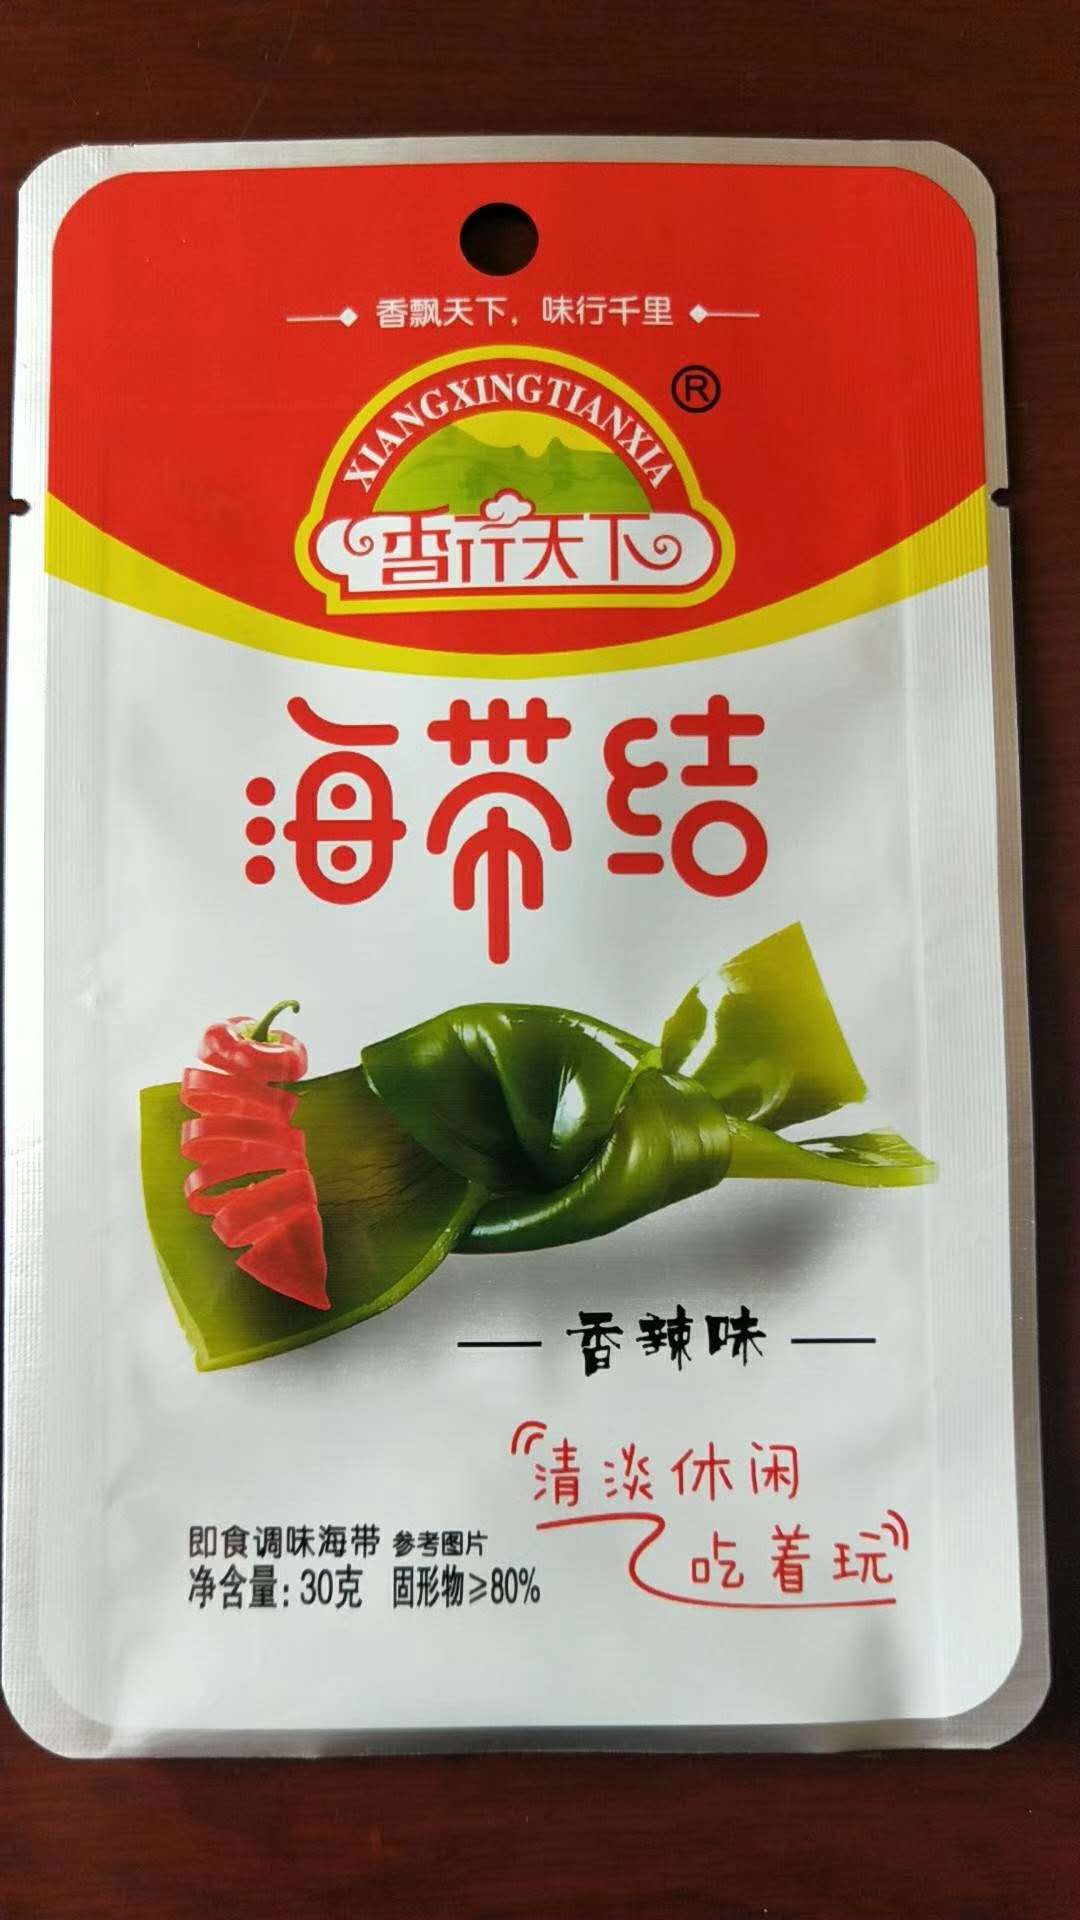 香飘天下，味行千里
XIANGXINGTIANXIA
®
香行天下
海带结
香辣味
清淡休闲
吃着玩
即食调味海带 参考图片
净含量: 30克 固形物≥80%